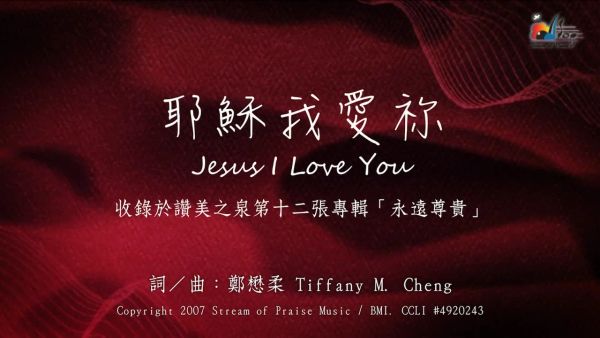 耶穌我愛祢
Jesus I Love You
收錄於讚美之泉第十二張專輯「永遠尊貴」
詞／曲：鄭懋柔 Tiffany M. Cheng
Copyright 2007 Stream of Praise Music / BMI. CCLI #4920243